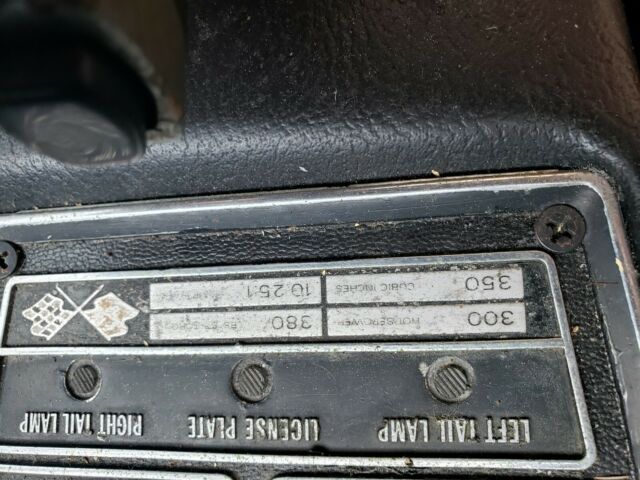 LEFT TAIL LAMP LICENSE PLATE RIGHT TAIL LAMP
300 HORSEPOWER 380
350 CUBIC INCHES 10.25:1